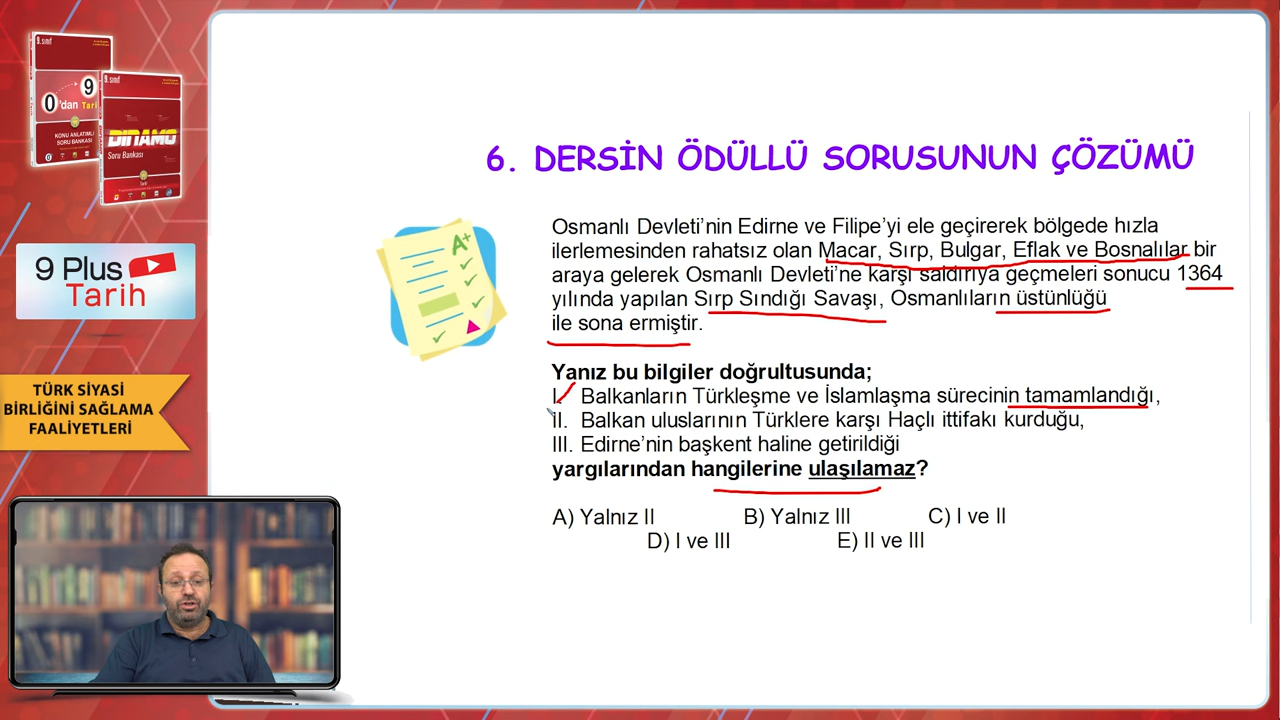 9.sınıf
0'dan 9 Tarih
KONU ANLATIMLI
SORU BANKASI
9.sınıf
DİNAMO
Soru Bankası
Tarih
9 Plus
Tarih
TÜRK SİYASİ
BİRLİĞİNİ SAĞLAMA
FAALİYETLERİ
6. DERSİN ÖDÜLLÜ SORUSUNUN ÇÖZÜMÜ
A+
Osmanlı Devleti'nin Edirne ve Filipe'yi ele geçirerek bölgede hızla
ilerlemesinden rahatsız olan Macar, Sırp, Bulgar, Eflak ve Bosnalılar bir
araya gelerek Osmanlı Devleti'ne karşı saldırıya geçmeleri sonucu 1364
yılında yapılan Sırp Sındığı Savaşı, Osmanlıların üstünlüğü
ile sona ermiştir.
Yanız bu bilgiler doğrultusunda;
I. Balkanların Türkleşme ve İslamlaşma sürecinin tamamlandığı,
II. Balkan uluslarının Türklere karşı Haçlı ittifakı kurduğu,
III. Edirne'nin başkent haline getirildiği
yargılarından hangilerine ulaşılamaz?
A) Yalnız II B) Yalnız III C) I ve II
D) I ve III E) II ve III